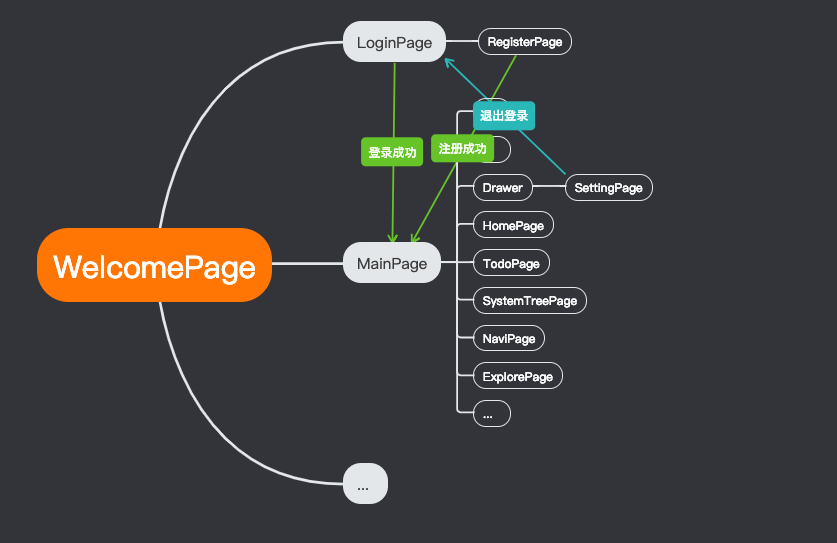 LoginPage
RegisterPage
退出登录
登录成功
注册成功
Drawer
SettingPage
HomePage
WelcomePage
MainPage
TodoPage
SystemTreePage
NaviPage
ExplorePage
...
...